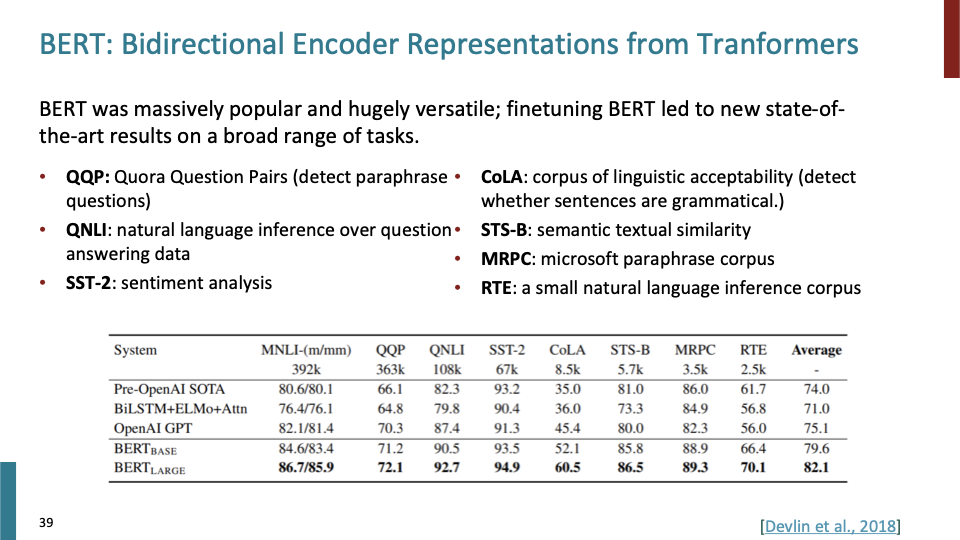 BERT: Bidirectional Encoder Representations from Tranformers
BERT was massively popular and hugely versatile; finetuning BERT led to new state-of-
the-art results on a broad range of tasks.
• QQP: Quora Question Pairs (detect paraphrase
questions)
• QNLI: natural language inference over question
answering data
• SST-2: sentiment analysis
• CoLA: corpus of linguistic acceptability (detect
whether sentences are grammatical.)
• STS-B: semantic textual similarity
• MRPC: microsoft paraphrase corpus
• RTE: a small natural language inference corpus
System MNLI-(m/mm) QQP QNLI SST-2 CoLA STS-B MRPC RTE Average
392k 363k 108k 67k 8.5k 5.7k 3.5k 2.5k -
Pre-OpenAI SOTA 80.6/80.1 66.1 82.3 93.2 35.0 81.0 86.0 61.7 74.0
BiLSTM+ELMo+Attn 76.4/76.1 64.8 79.8 90.4 36.0 73.3 84.9 56.8 71.0
OpenAI GPT 82.1/81.4 70.3 87.4 91.3 45.4 80.0 82.3 56.0 75.1
BERTBASE 84.6/83.4 71.2 90.5 93.5 52.1 85.8 88.9 66.4 79.6
BERTLARGE 86.7/85.9 72.1 92.7 94.9 60.5 86.5 89.3 70.1 82.1
39
[Devlin et al., 2018]